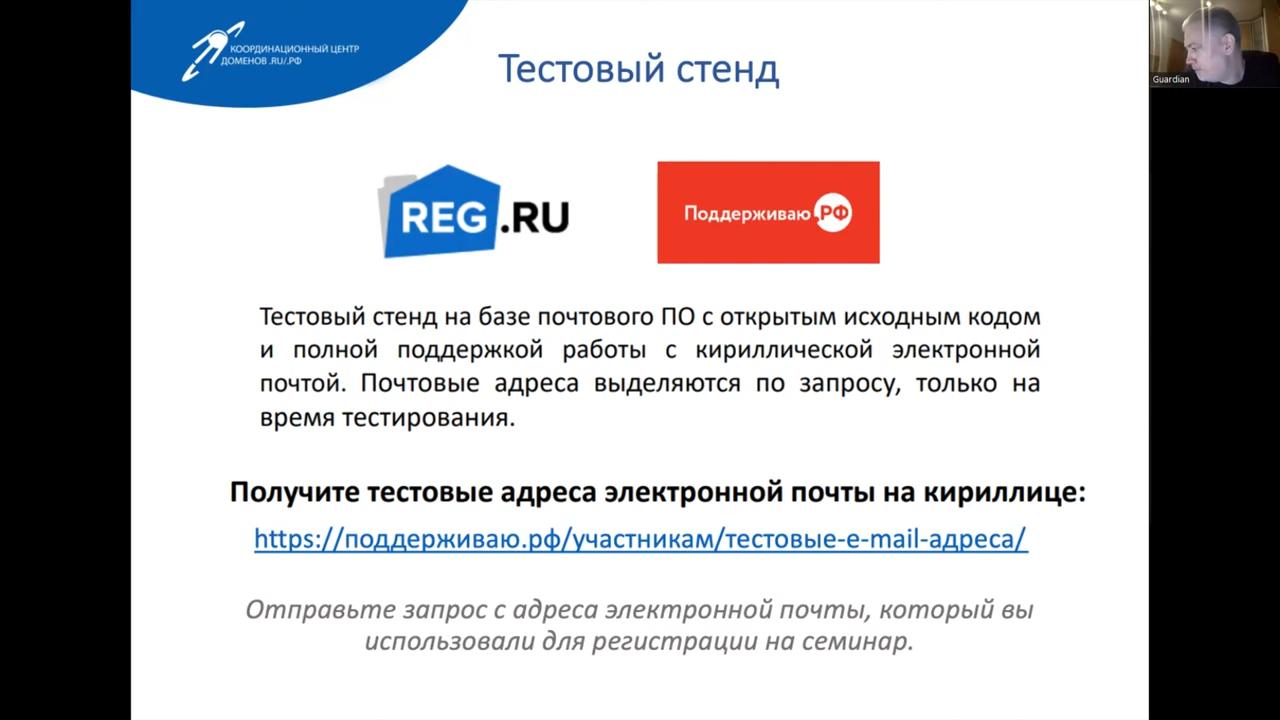 КООРДИНАЦИОННЫЙ ЦЕНТР
ДОМЕНОВ .RU/.РФ
Тестовый стенд
Guardian
REG.RU
Поддерживаю.РФ
Тестовый стенд на базе почтового ПО с открытым исходным кодом
и полной поддержкой работы с кириллической электронной
почтой. Почтовые адреса выделяются по запросу, только на
время тестирования.
Получите тестовые адреса электронной почты на кириллице:
https://поддерживаю.рф/участникам/тестовые-e-mail-адреса/
Отправьте запрос с адреса электронной почты, который вы
использовали для регистрации на семинар.